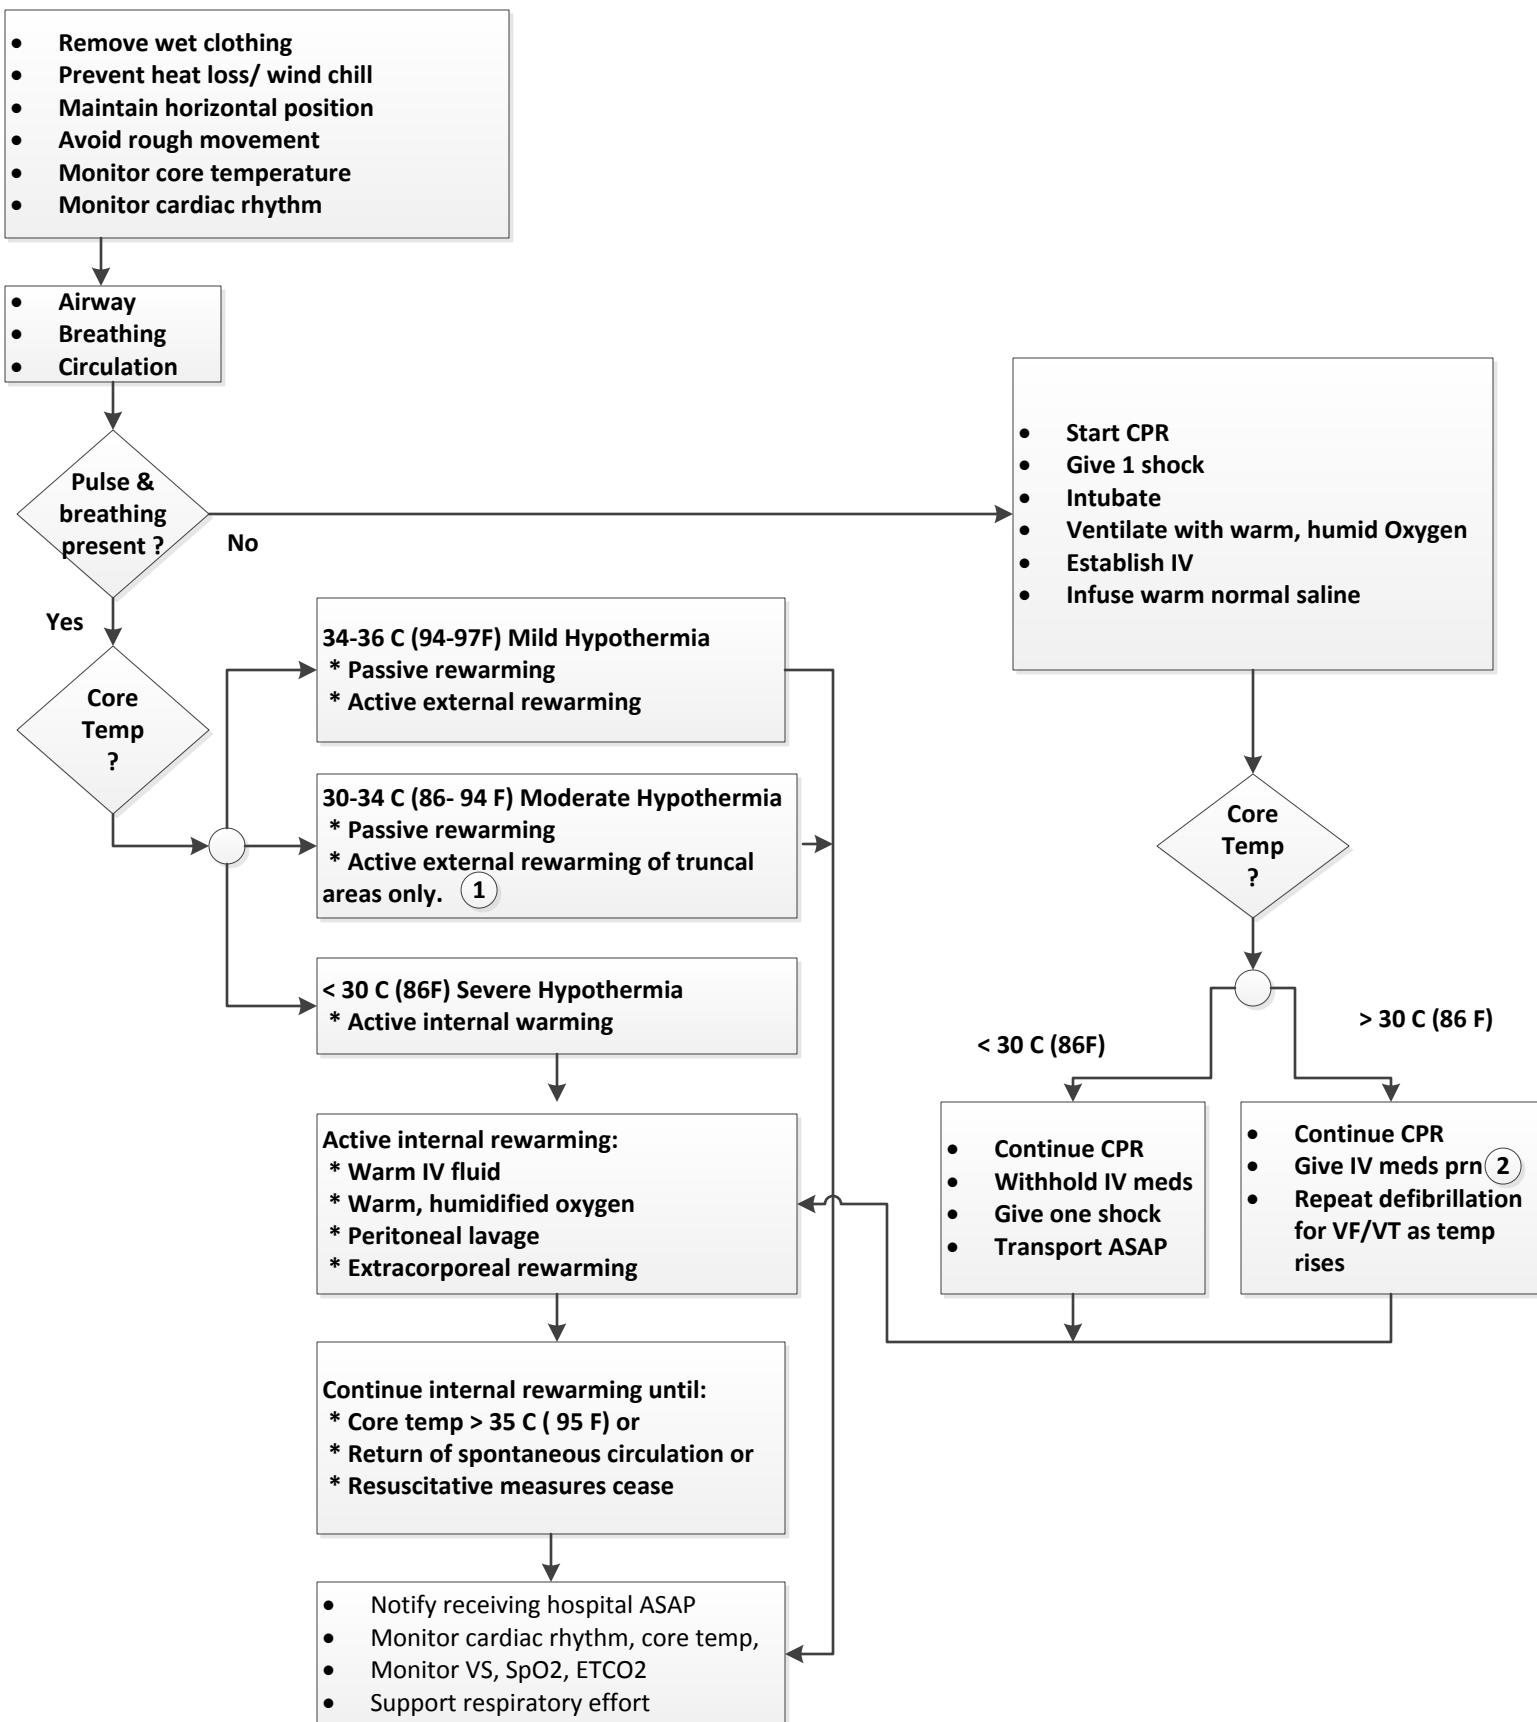 • Remove wet clothing
• Prevent heat loss/ wind chill
• Maintain horizontal position
• Avoid rough movement
• Monitor core temperature
• Monitor cardiac rhythm
• Airway
• Breathing
• Circulation
Pulse &
breathing
present ?
No
Yes
• Start CPR
• Give 1 shock
• Intubate
• Ventilate with warm, humid Oxygen
• Establish IV
• Infuse warm normal saline
Core
Temp
?
34-36 C (94-97F) Mild Hypothermia
* Passive rewarming
* Active external rewarming
30-34 C (86- 94 F) Moderate Hypothermia
* Passive rewarming
* Active external rewarming of truncal
areas only. 1
< 30 C (86F) Severe Hypothermia
* Active internal warming
Core
Temp
?
< 30 C (86F)
> 30 C (86 F)
• Continue CPR
• Withhold IV meds
• Give one shock
• Transport ASAP
• Continue CPR
• Give IV meds prn 2
• Repeat defibrillation
for VF/VT as temp
rises
Active internal rewarming:
* Warm IV fluid
* Warm, humidified oxygen
* Peritoneal lavage
* Extracorporeal rewarming
Continue internal rewarming until:
* Core temp > 35 C ( 95 F) or
* Return of spontaneous circulation or
* Resuscitative measures cease
• Notify receiving hospital ASAP
• Monitor cardiac rhythm, core temp,
• Monitor VS, SpO2, ETCO2
• Support respiratory effort